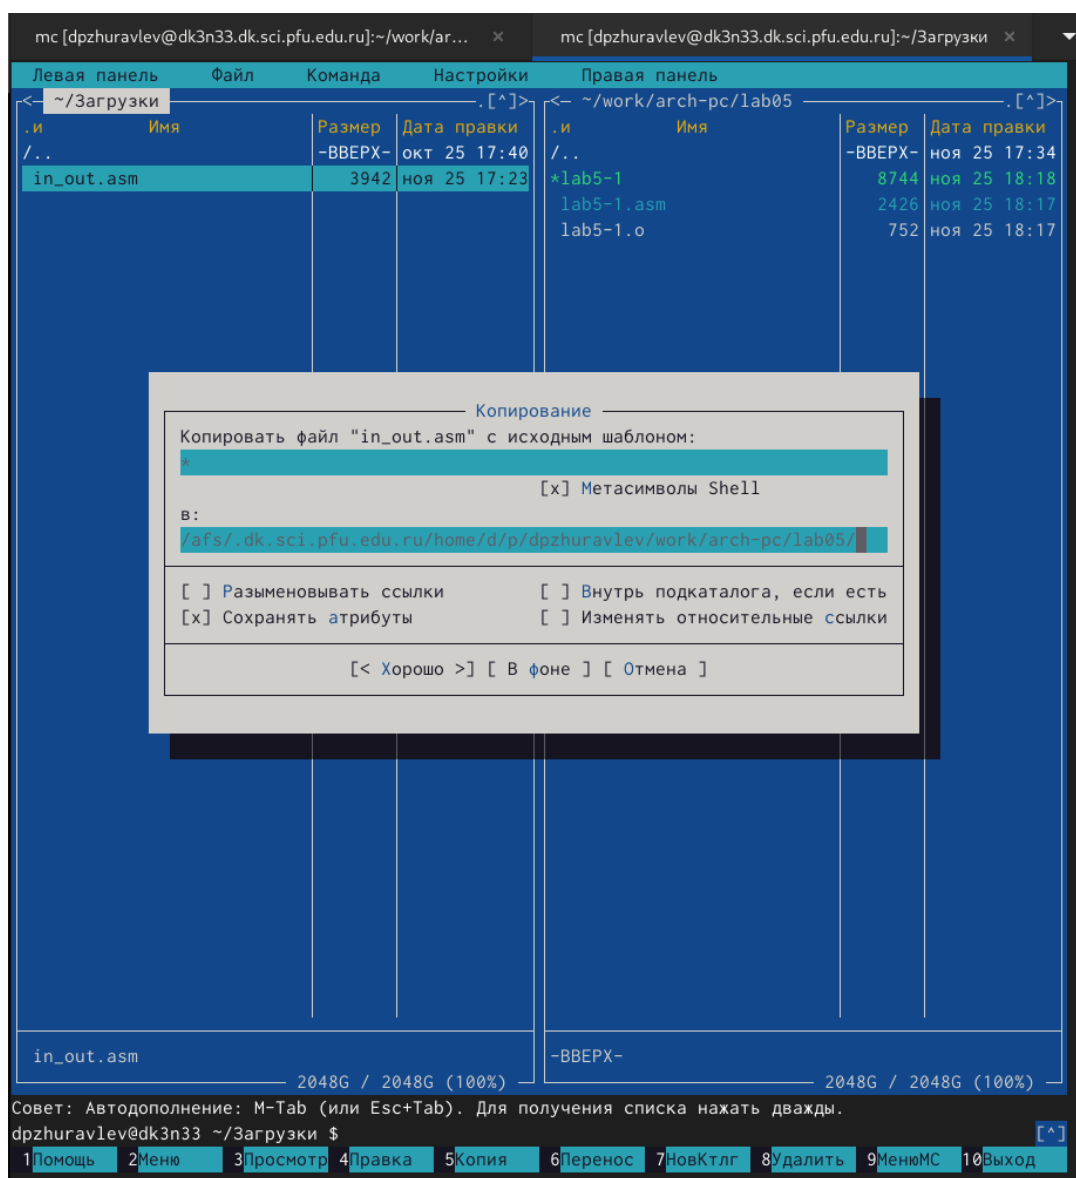 mc [dpzhuravlev@dk3n33.dk.sci.pfu.edu.ru]:~/work/ar... × mc [dpzhuravlev@dk3n33.dk.sci.pfu.edu.ru]:~/Загрузки ×
Левая панель Файл Команда Настройки Правая панель
<─ ~/Загрузки .[^]> <─ ~/work/arch-pc/lab05 .[^]>
.и Имя Размер Дата правки .и Имя Размер Дата правки
/.. -ВВЕРХ- окт 25 17:40 /.. -ВВЕРХ- ноя 25 17:34
in_out.asm 3942 ноя 25 17:23 *lab5-1 8744 ноя 25 18:18
lab5-1.asm 2426 ноя 25 18:17
lab5-1.o 752 ноя 25 18:17
Копирование
Копировать файл "in_out.asm" с исходным шаблоном:
*
[x] Метасимволы Shell
в:
/afs/.dk.sci.pfu.edu.ru/home/d/p/dpzhuravlev/work/arch-pc/lab05/
[ ] Разыменовывать ссылки [ ] Внутрь подкаталога, если есть
[x] Сохранять атрибуты [ ] Изменять относительные ссылки
[< Хорошо >] [ В фоне ] [ Отмена ]
in_out.asm -ВВЕРХ-
2048G / 2048G (100%) 2048G / 2048G (100%)
Совет: Автодополнение: M-Tab (или Esc+Tab). Для получения списка нажать дважды.
dpzhuravlev@dk3n33 ~/Загрузки $ [^]
1Помощь 2Меню 3Просмотр 4Правка 5Копия 6Перенос 7НовКтлг 8Удалить 9МенюMC 10Выход